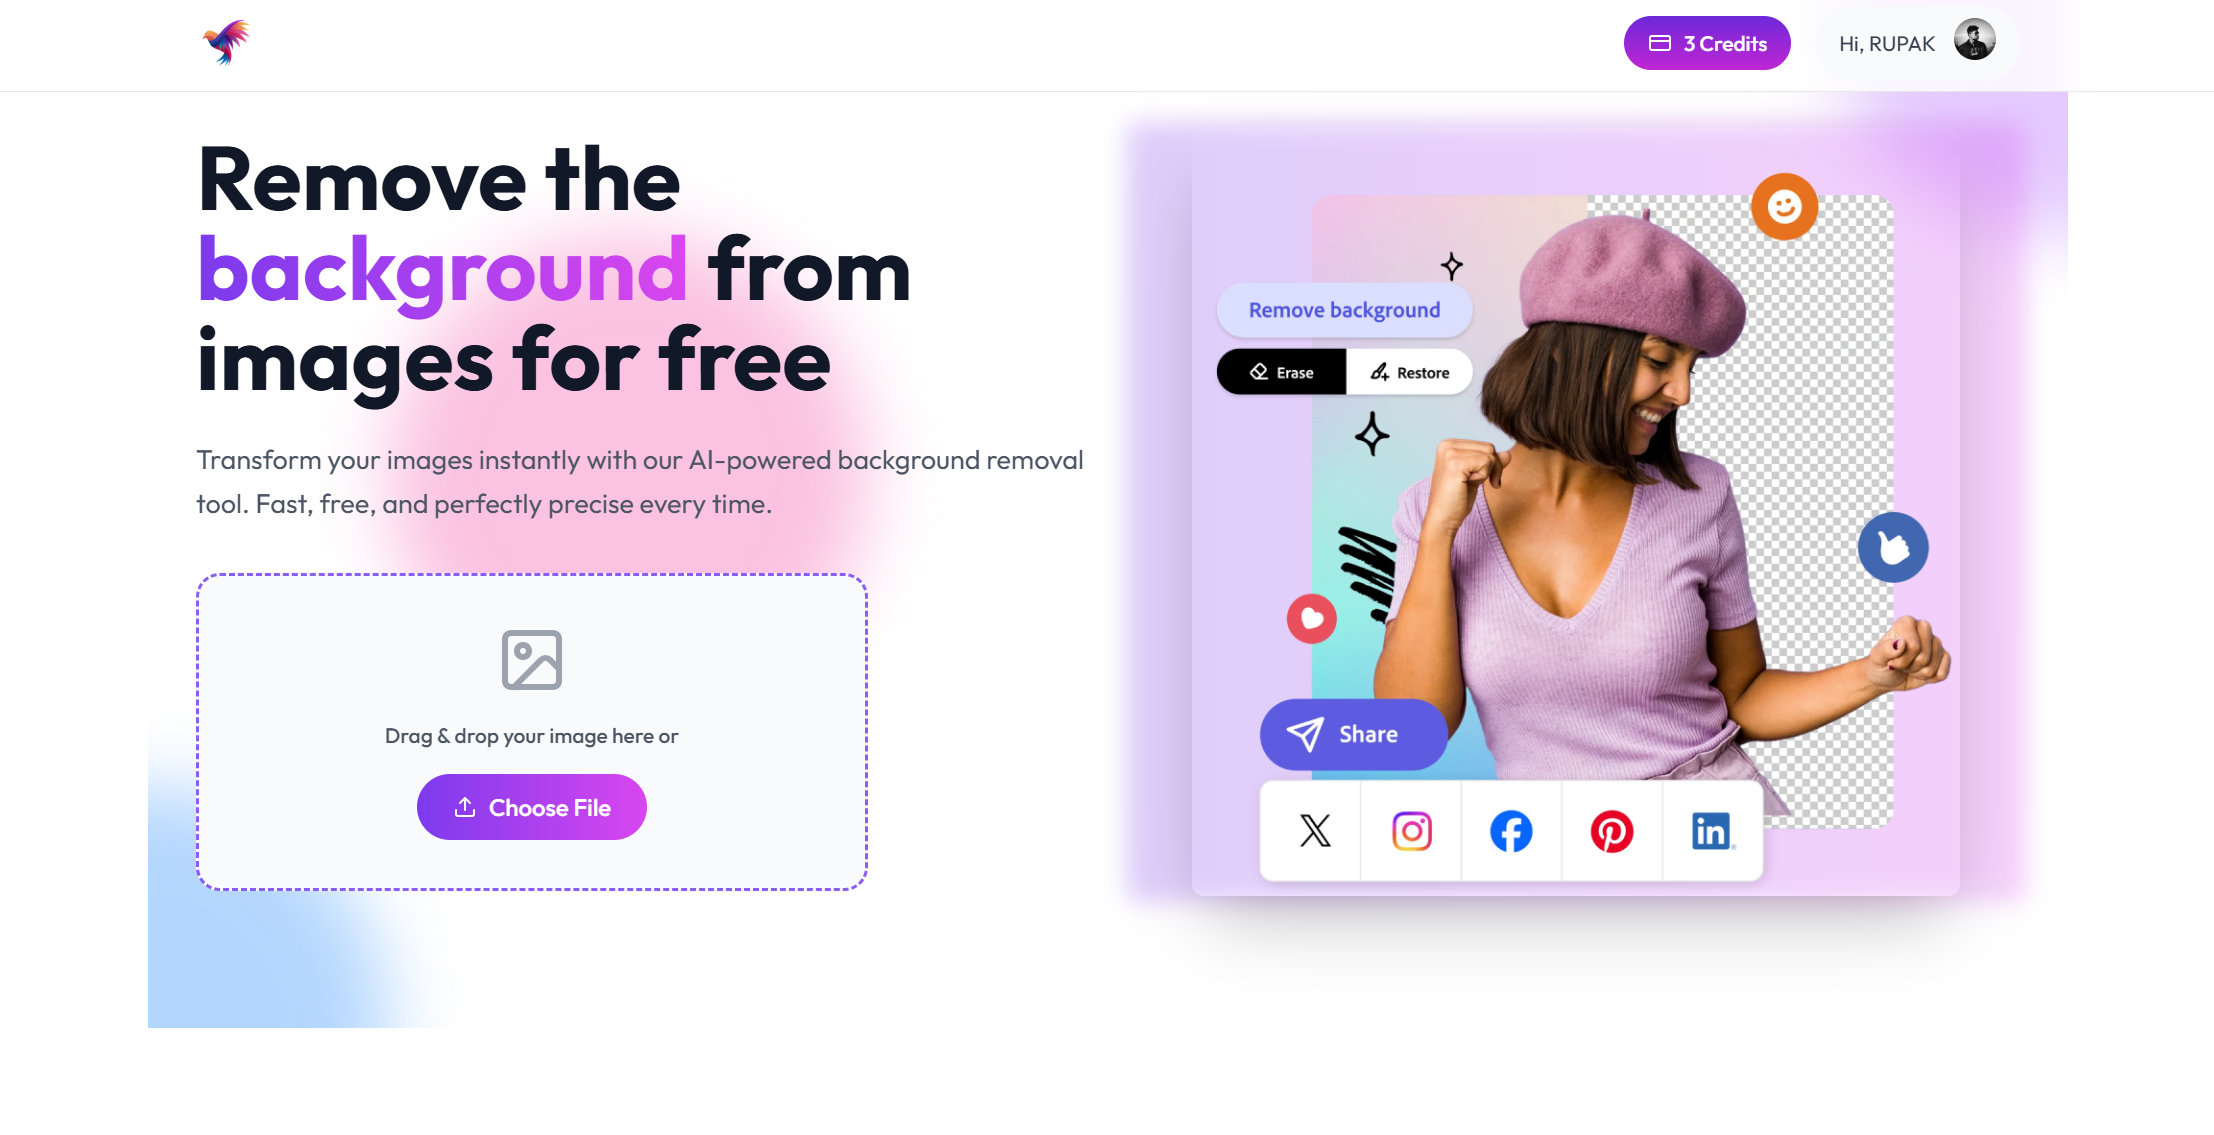 3 Credits
Hi, RUPAK
Remove the
background from
images for free
Transform your images instantly with our AI-powered background removal
tool. Fast, free, and perfectly precise every time.
Drag & drop your image here or
Choose File
Remove background
Erase
Restore
Share